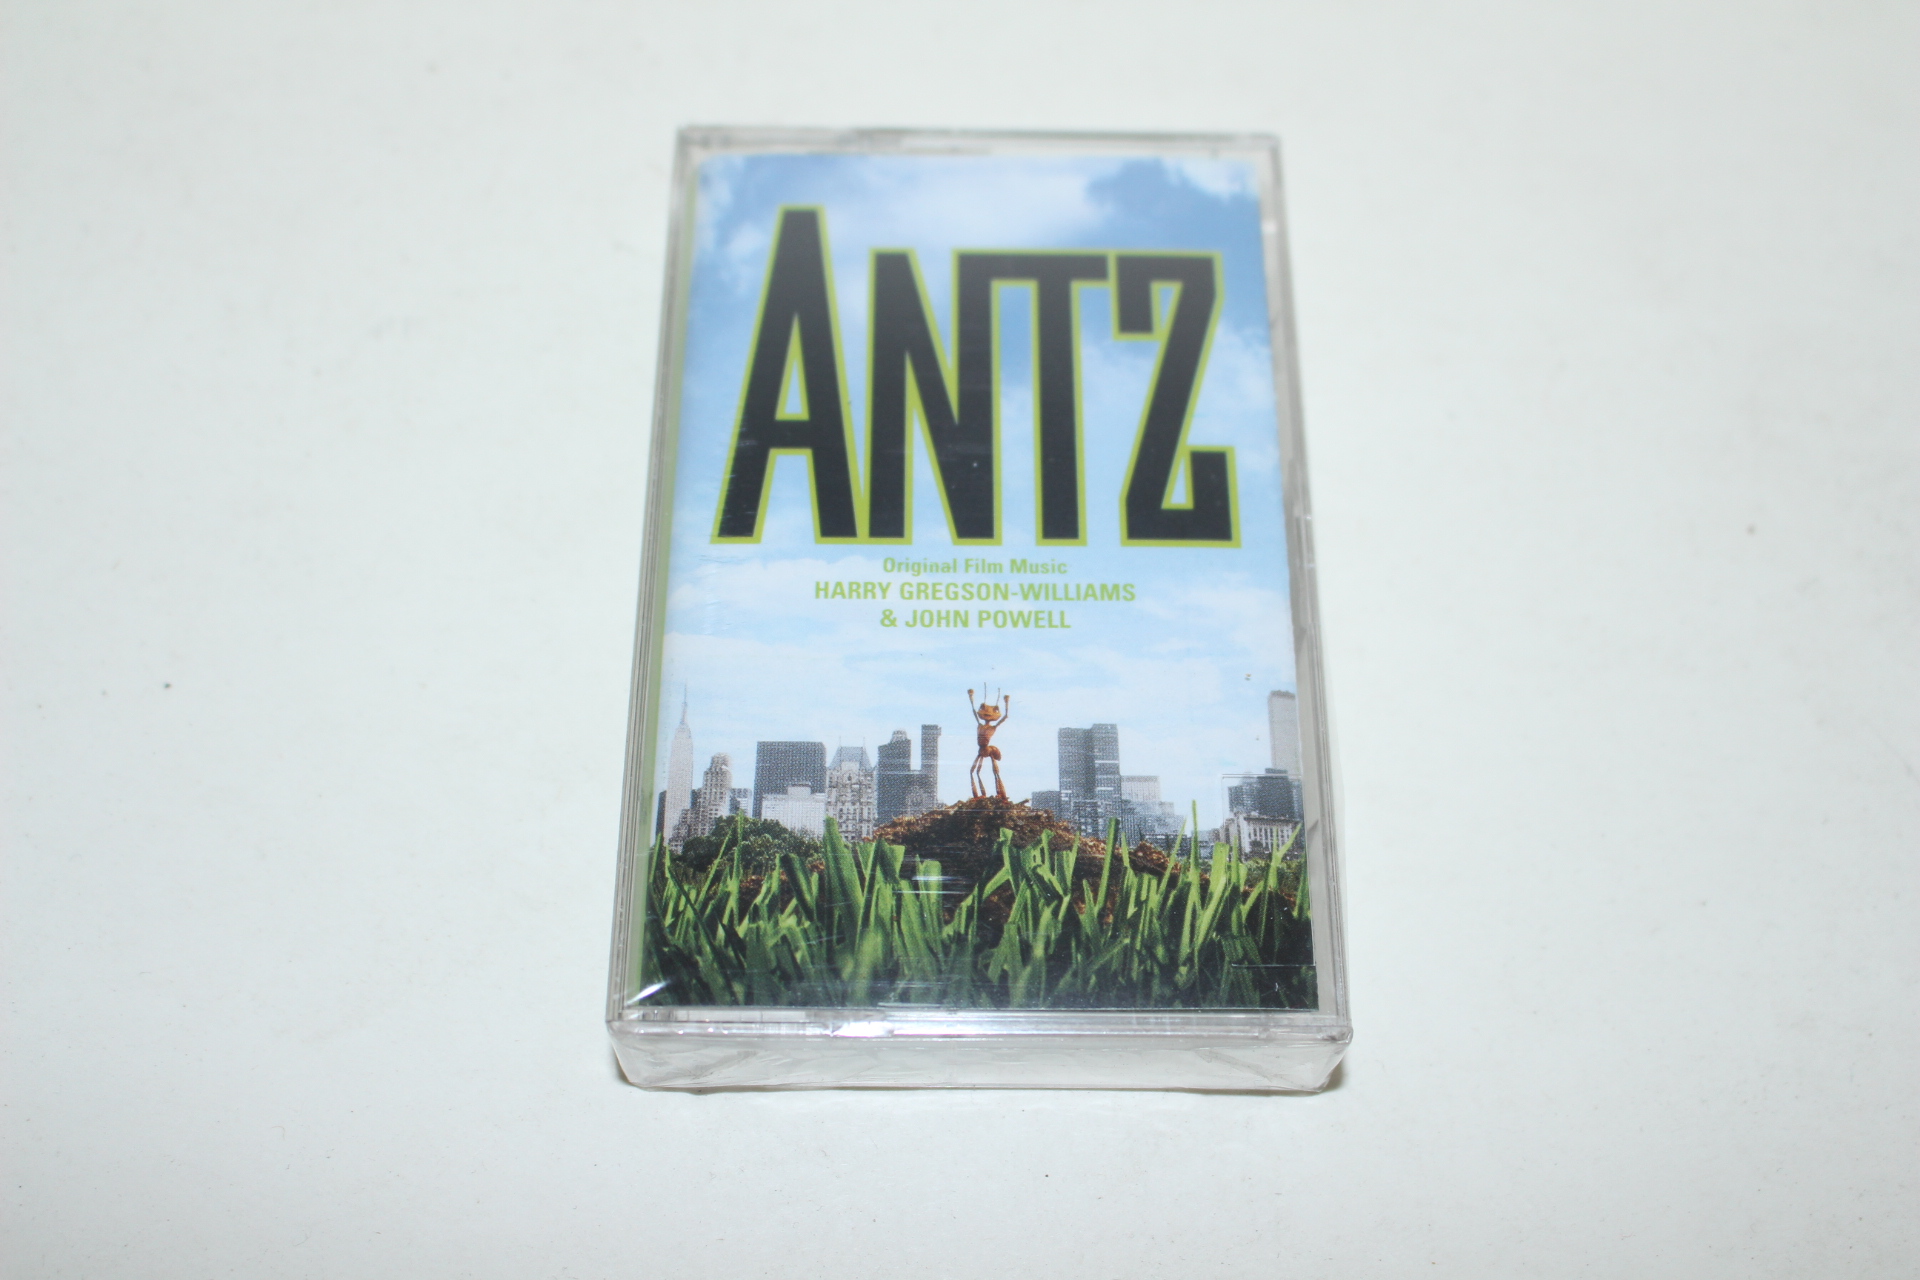 ANTZ
Original Film Music
HARRY GREGSON-WILLIAMS
& JOHN POWELL